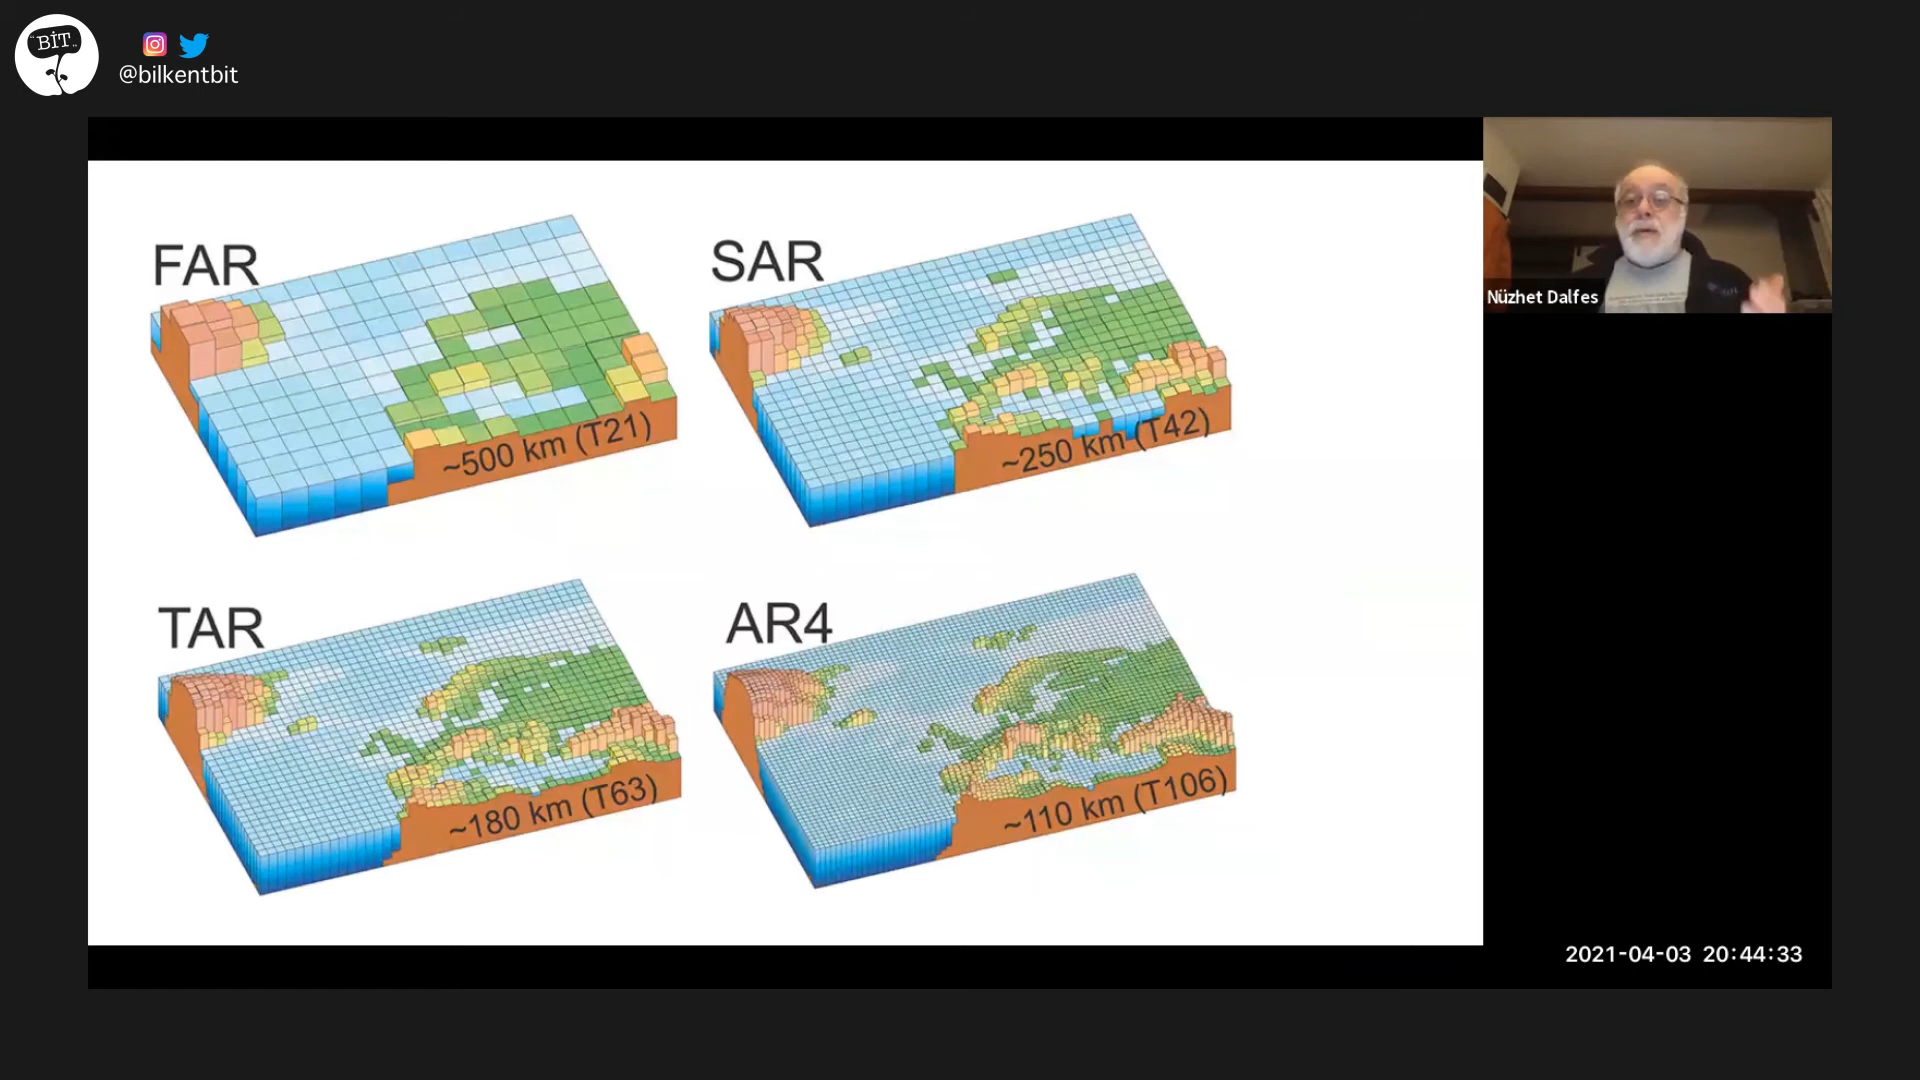 BİT
@bilkentbit
FAR
~500 km (T21)
SAR
~250 km (T42)
TAR
~180 km (T63)
AR4
~110 km (T106)
Nüzhet Dalfes
2021-04-03 20:44:33